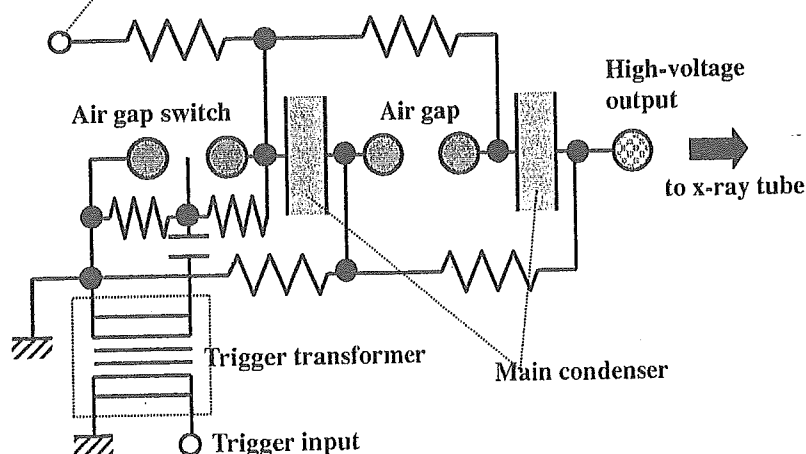 High-voltage
output
Air gap switch
Air gap
to x-ray tube
Trigger transformer
Main condenser
Trigger input